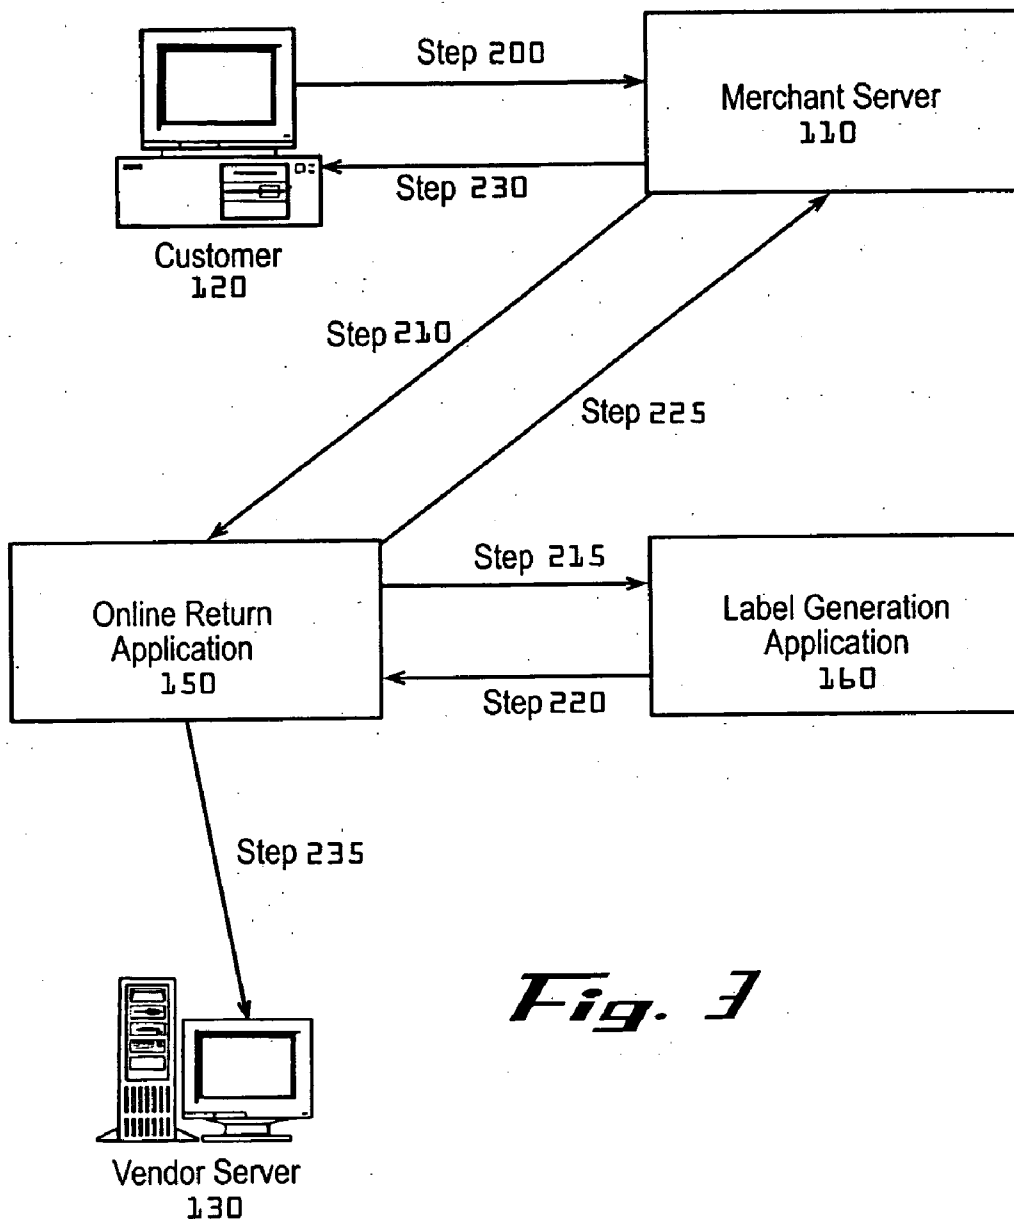 Step 200
Merchant Server
110
Step 230
Customer
120
Step 210
Step 225
Step 215
Online Return
Application
150
Label Generation
Application
160
Step 220
Step 235
Fig. 3
Vendor Server
130